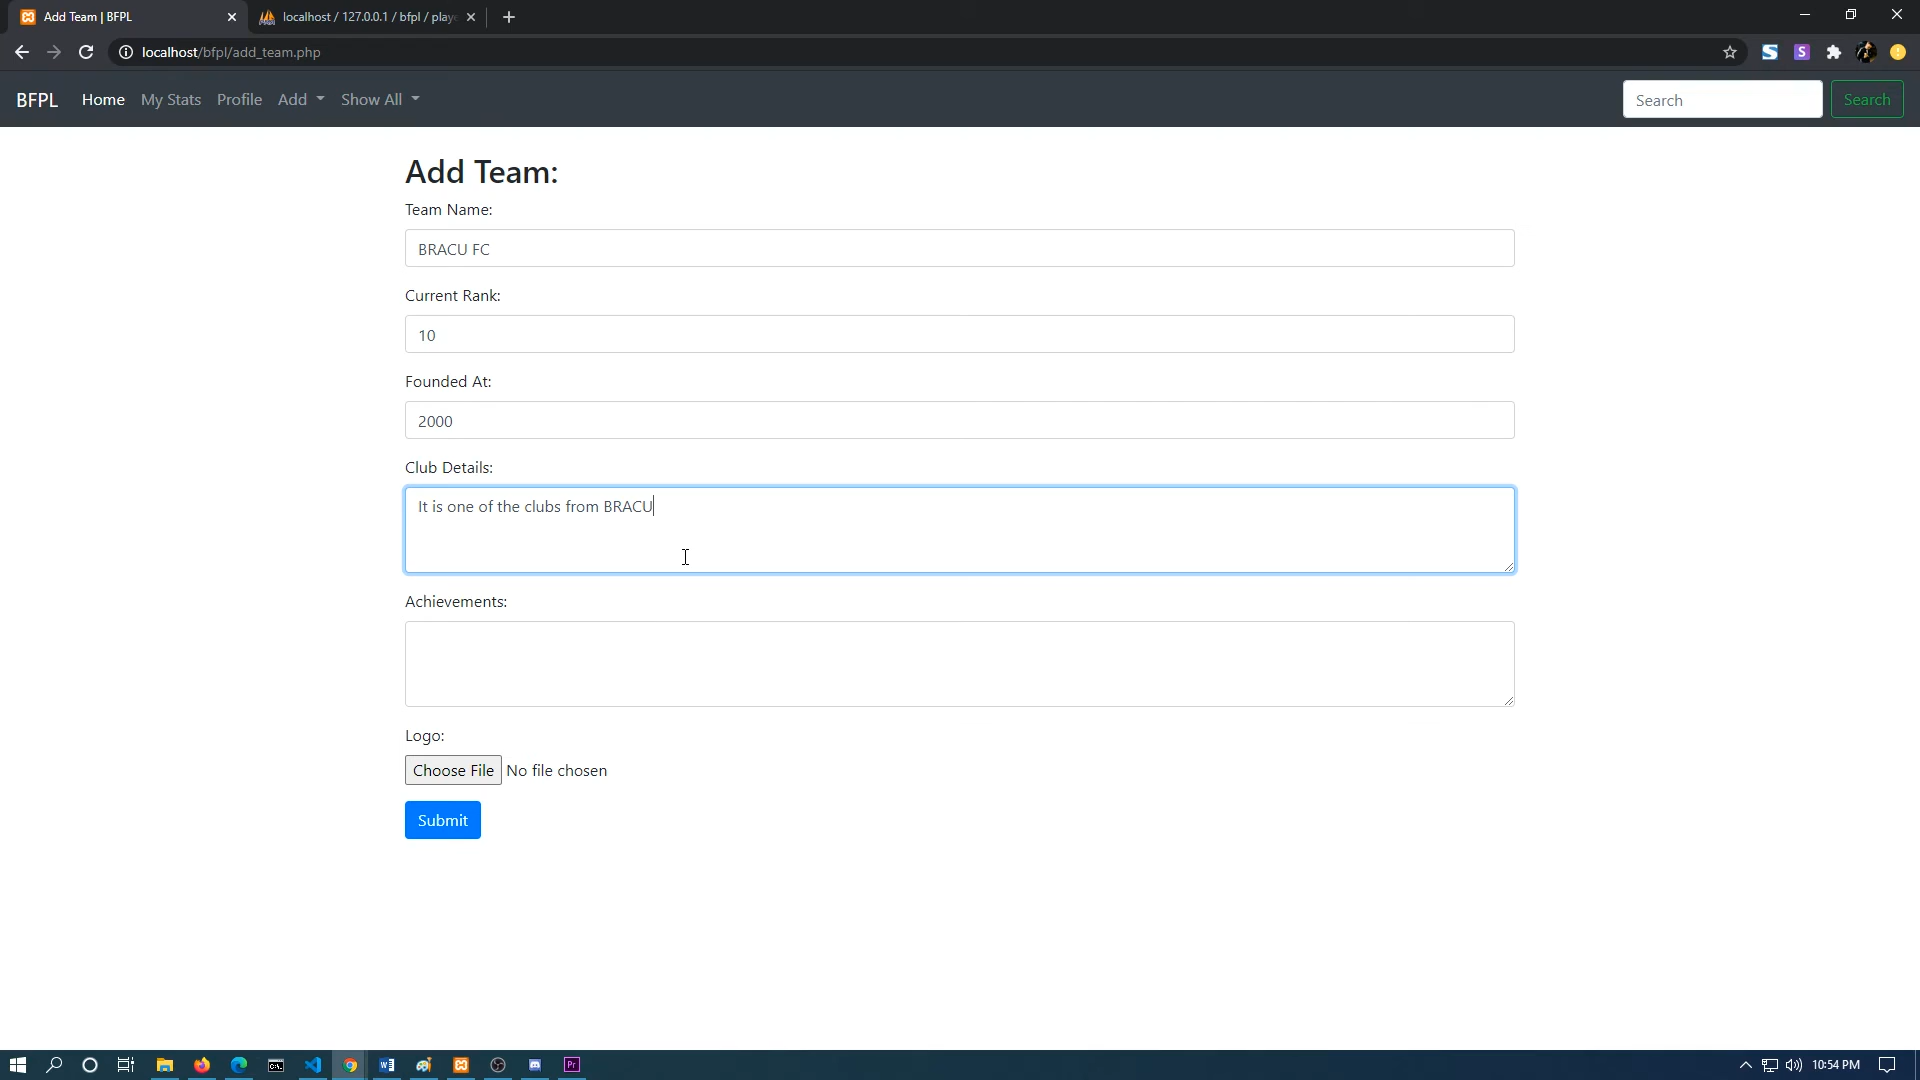 Add Team | BFPL
localhost / 127.0.0.1 / bfpl / playe
localhost/bfpl/add_team.php
S
BFPL Home My Stats Profile Add Show All Search Search
Add Team:
Team Name:
BRACU FC
Current Rank:
10
Founded At:
2000
Club Details:
It is one of the clubs from BRACU
Achievements:
Logo:
Choose File No file chosen
Submit
Pr
10:54 PM